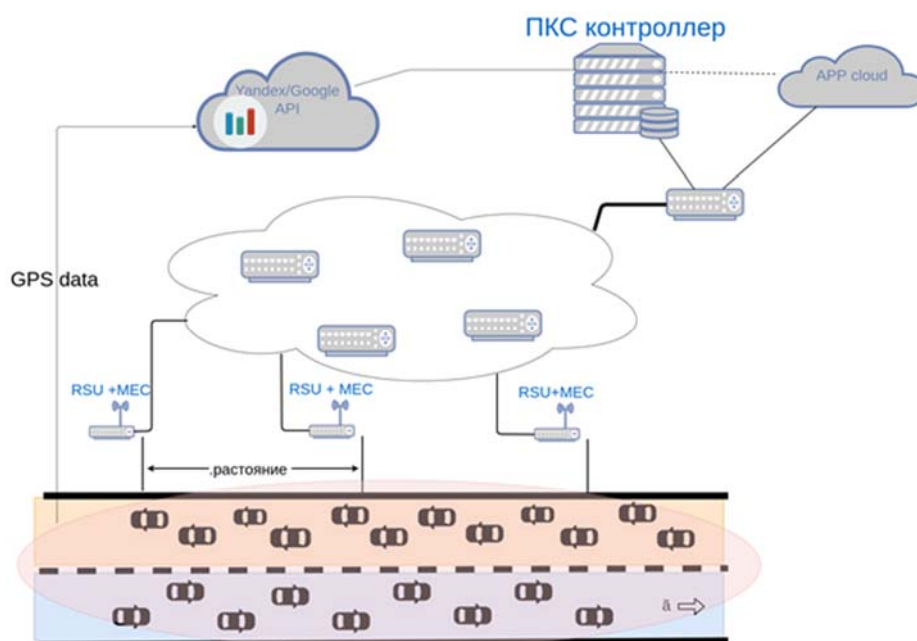 ПКС контроллер
Yandex/Google
API
APP cloud
GPS data
RSU +MEC
RSU + MEC
RSU+MEC
.растояние
ã